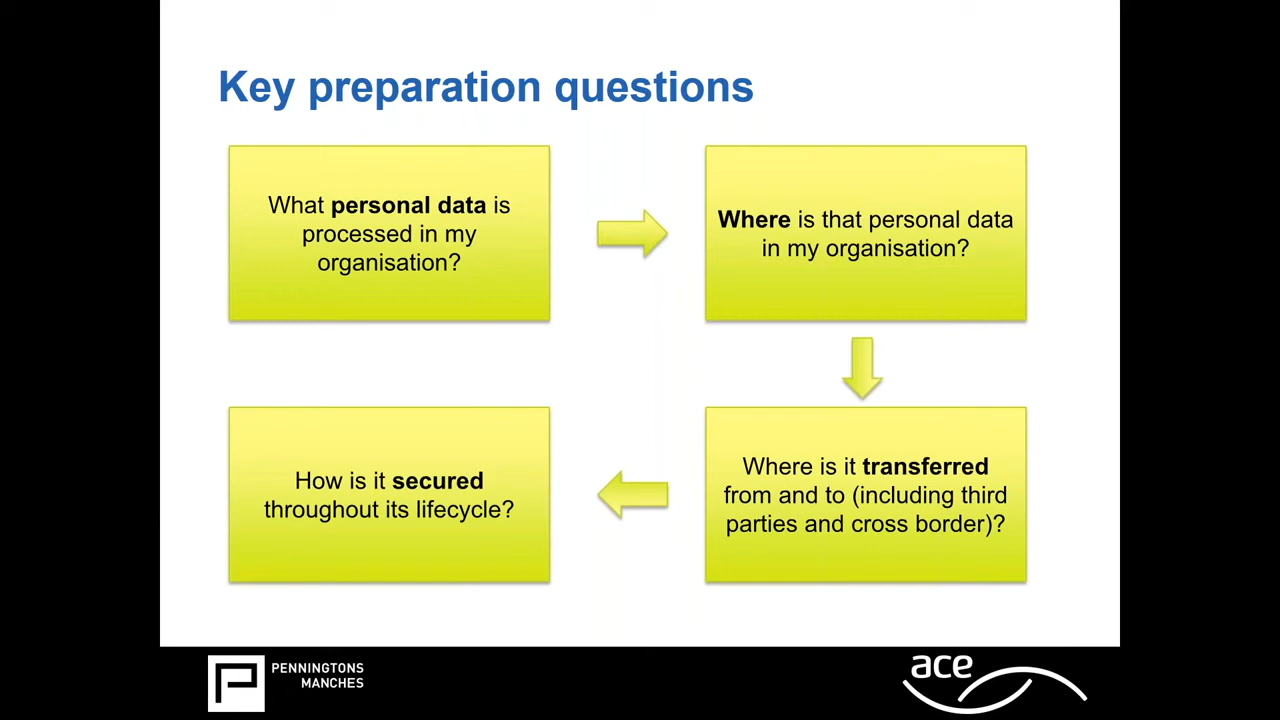 Key preparation questions
What personal data is
processed in my
organisation?
Where is that personal data
in my organisation?
Where is it transferred
from and to (including third
parties and cross border)?
How is it secured
throughout its lifecycle?
PENNINGTONS
MANCHES
ace